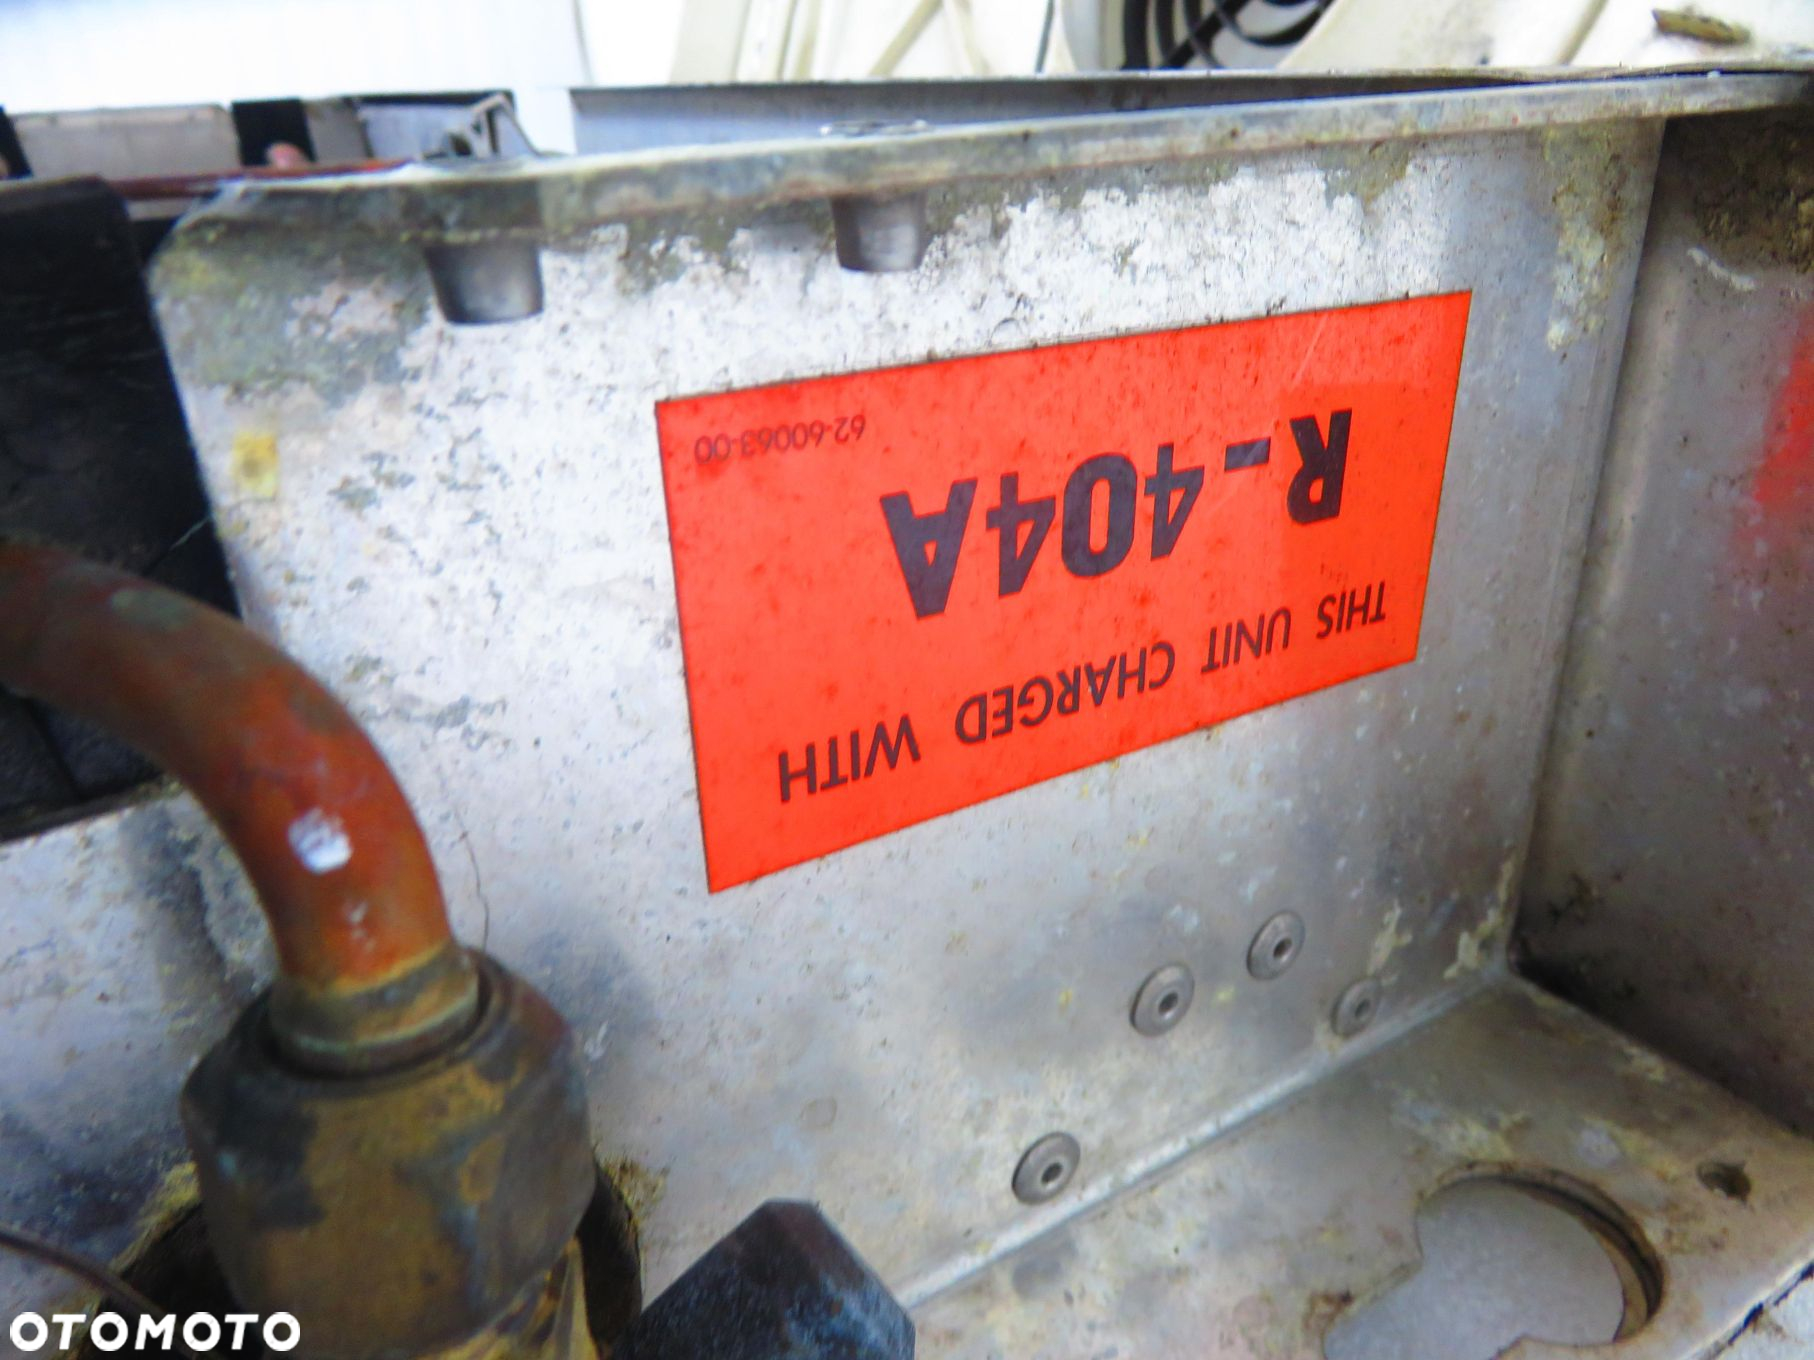 THIS UNIT CHARGED WITH
R-404A
62-60063-00
OTOMOTO